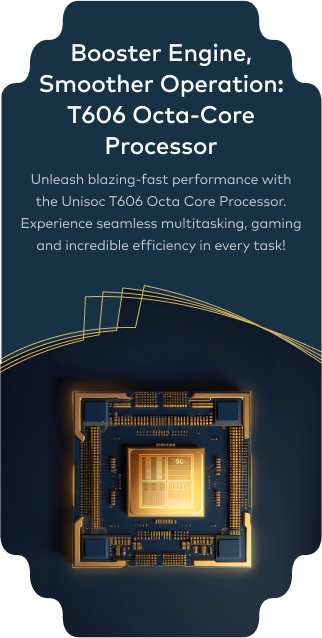 Booster Engine,
Smoother Operation:
T606 Octa-Core
Processor
Unleash blazing-fast performance with
the Unisoc T606 Octa Core Processor.
Experience seamless multitasking, gaming
and incredible efficiency in every task!